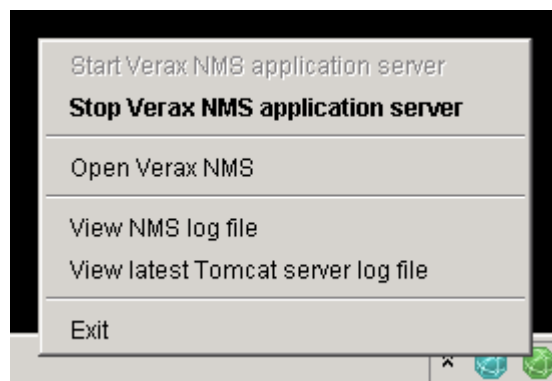 Start Verax NMS application server
Stop Verax NMS application server
Open Verax NMS
View NMS log file
View latest Tomcat server log file
Exit